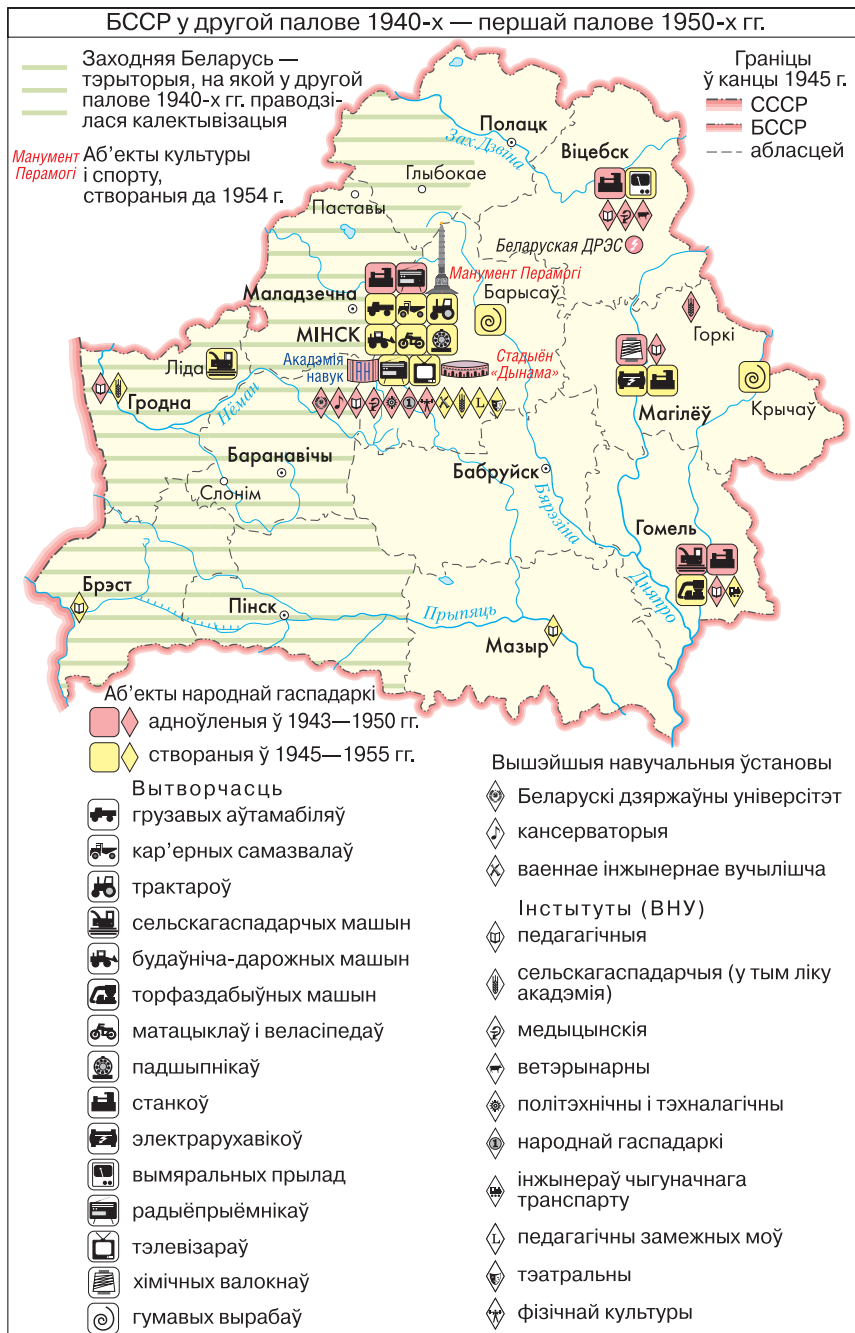 БССР у другой палове 1940-х — першай палове 1950-х гг.
Заходняя Беларусь —
тэрыторыя, на якой у другой
палове 1940-х гг. праводзі-
лася калектывізацыя
Манумент
Перамогі
Аб’екты культуры
і спорту,
створаныя да 1954 г.
Граніцы
ў канцы 1945 г.
СССР
БССР
абласцей
Полацк
Зах.Дзвіна
Віцебск
Глыбокае
Паставы
Беларуская ДРЭС
Манумент Перамогі
Маладзечна
Барысаў
МІНСК
Горкі
Ліда
Акадэмія
навук
АН
Стадыён
«Дынама»
Гродна
Нёман
Магілёў
Крычаў
Баранавічы
Слонім
Бабруйск
Бярэзіна
Гомель
Дняпро
Брэст
Пінск
Прыпяць
Мазыр
Аб’екты народнай гаспадаркі
адноўленыя ў 1943—1950 гг.
створаныя ў 1945—1955 гг.
Вытворчасць
грузавых аўтамабіляў
кар’ерных самазвалаў
трактароў
сельскагаспадарчых машын
будаўніча-дарожных машын
торфаздабыўных машын
матацыклаў і веласіпедаў
падшыпнікаў
станкоў
электрарухавікоў
вымяральных прылад
радыёпрыёмнікаў
тэлевізараў
хімічных валокнаў
гумавых вырабаў
Вышэйшыя навучальныя ўстановы
Беларускі дзяржаўны універсітэт
кансерваторыя
ваеннае інжынернае вучылішча
Інстытуты (ВНУ)
педагагічныя
сельскагаспадарчыя (у тым ліку
акадэмія)
медыцынскія
ветэрынарны
політэхнічны і тэхналагічны
1 народнай гаспадаркі
інжынераў чыгуначнага
транспарту
L педагагічны замежных моў
тэатральны
фізічнай культуры